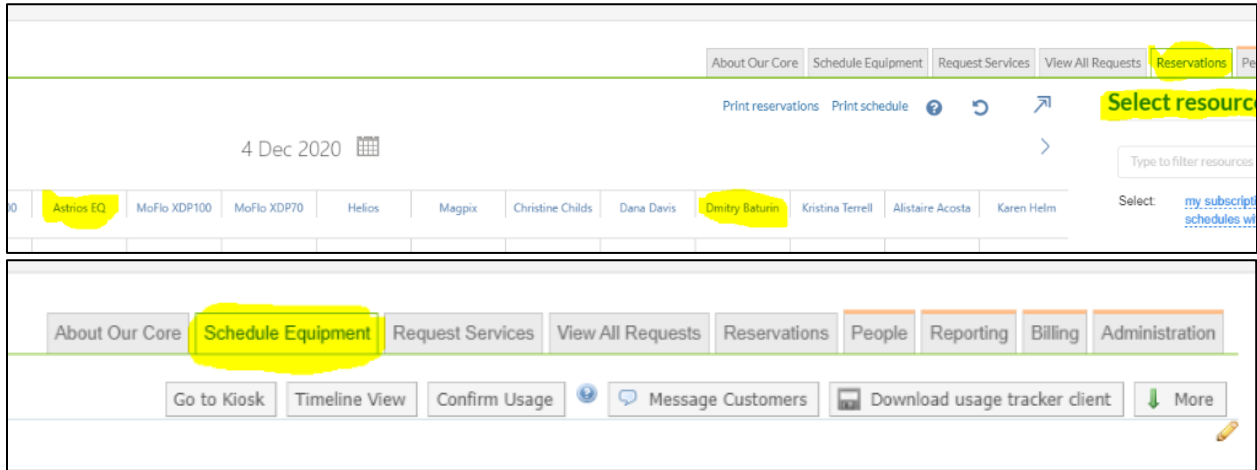 About Our Core Schedule Equipment Request Services View All Requests Reservations Pe
Print reservations Print schedule ? Select resourc
4 Dec 2020 >
Type to filter resources
00 Astrios EQ MoFlo XDP100 MoFlo XDP70 Helios Magpix Christine Childs Dana Davis Dmitry Baturin Kristina Terrell Alistaire Acosta Karen Helm Select: my subscripti
schedules wi
About Our Core Schedule Equipment Request Services View All Requests Reservations People Reporting Billing Administration
Go to Kiosk Timeline View Confirm Usage ? Message Customers Download usage tracker client More